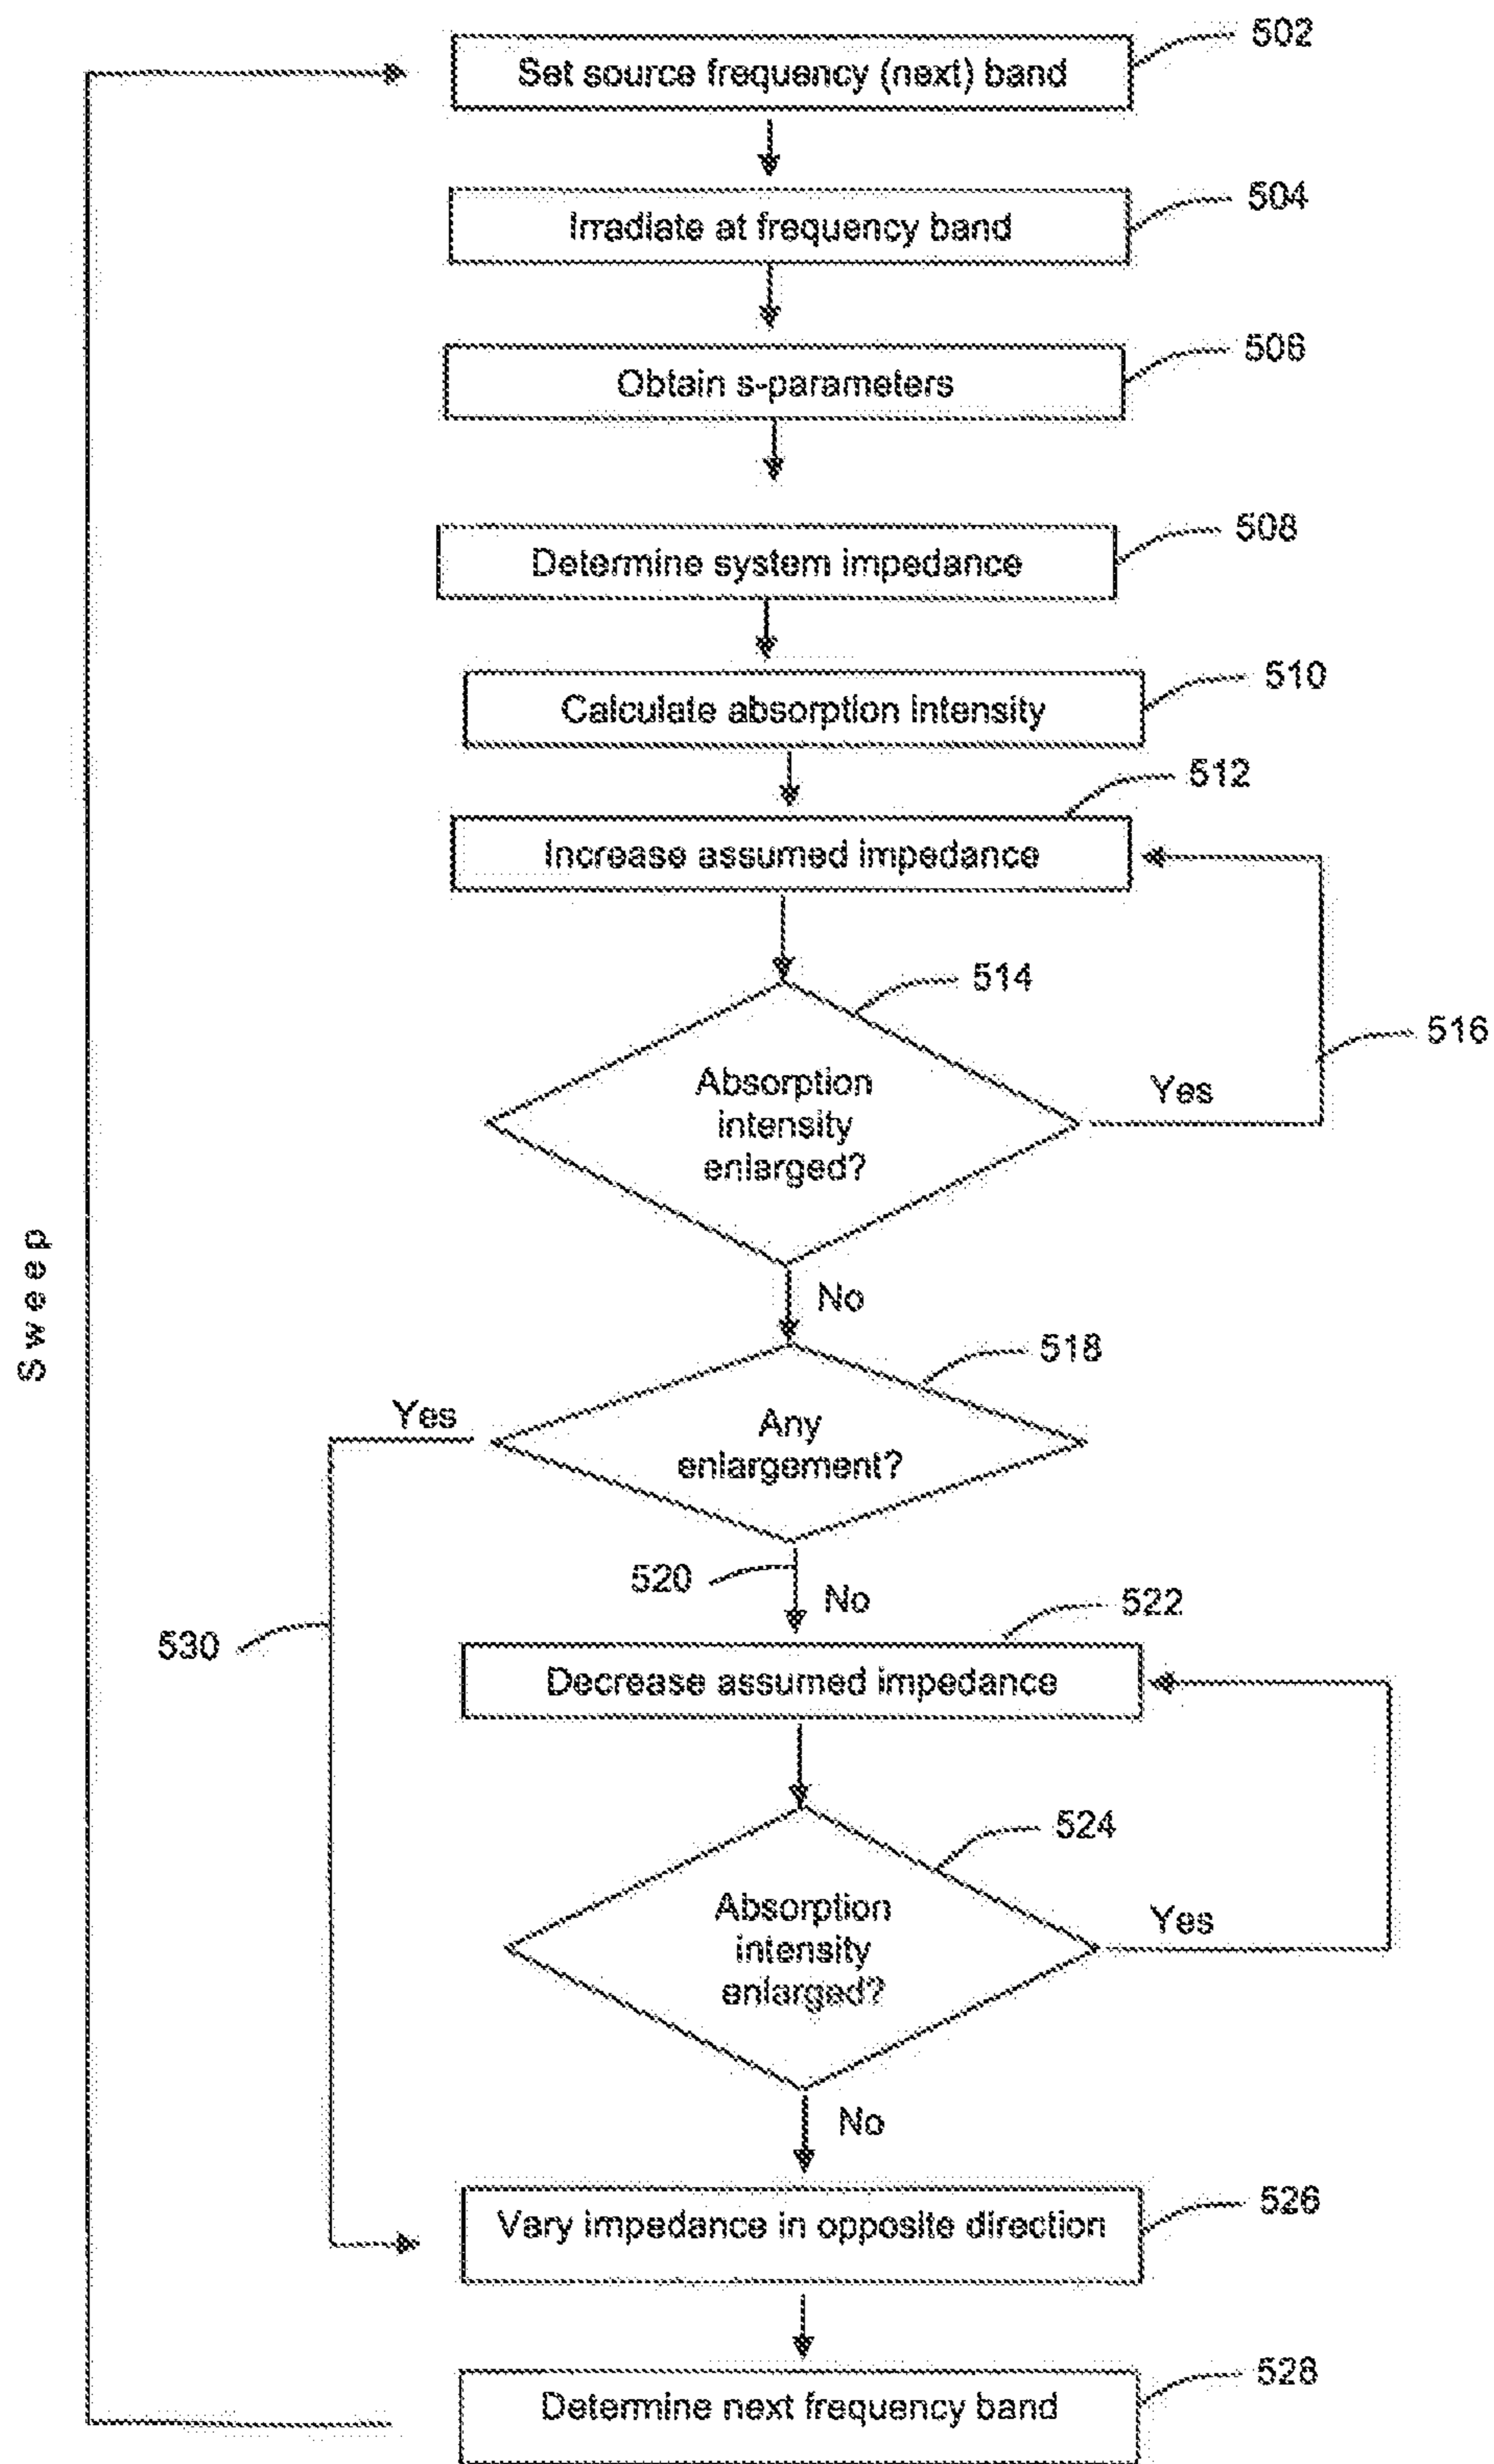 502
Set source frequency (next) band
504
Irradiate at frequency band
506
Obtain s-parameters
508
Determine system impedance
510
Calculate absorption intensity
512
Increase assumed impedance
514
516
Absorption
intensity
enlarged?
Yes
No
518
Any
enlargement?
Yes
Sweep
520
No
522
530
Decrease assumed impedance
524
Absorption
intensity
enlarged?
Yes
No
526
Vary impedance in opposite direction
528
Determine next frequency band